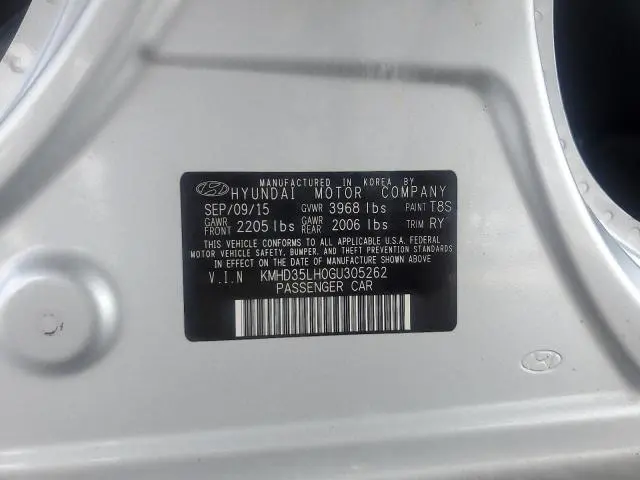 MANUFACTURED IN KOREA BY
HYUNDAI MOTOR COMPANY
SEP/09/15 GVWR 3968 lbs PAINT T8S
GAWR FRONT 2205 lbs GAWR REAR 2006 lbs TRIM RY
THIS VEHICLE CONFORMS TO ALL APPLICABLE U.S.A. FEDERAL
MOTOR VEHICLE SAFETY, BUMPER, AND THEFT PREVENTION STANDARDS
IN EFFECT ON THE DATE OF MANUFACTURE SHOWN ABOVE
V.I.N KMHD35LH0GU305262
PASSENGER CAR